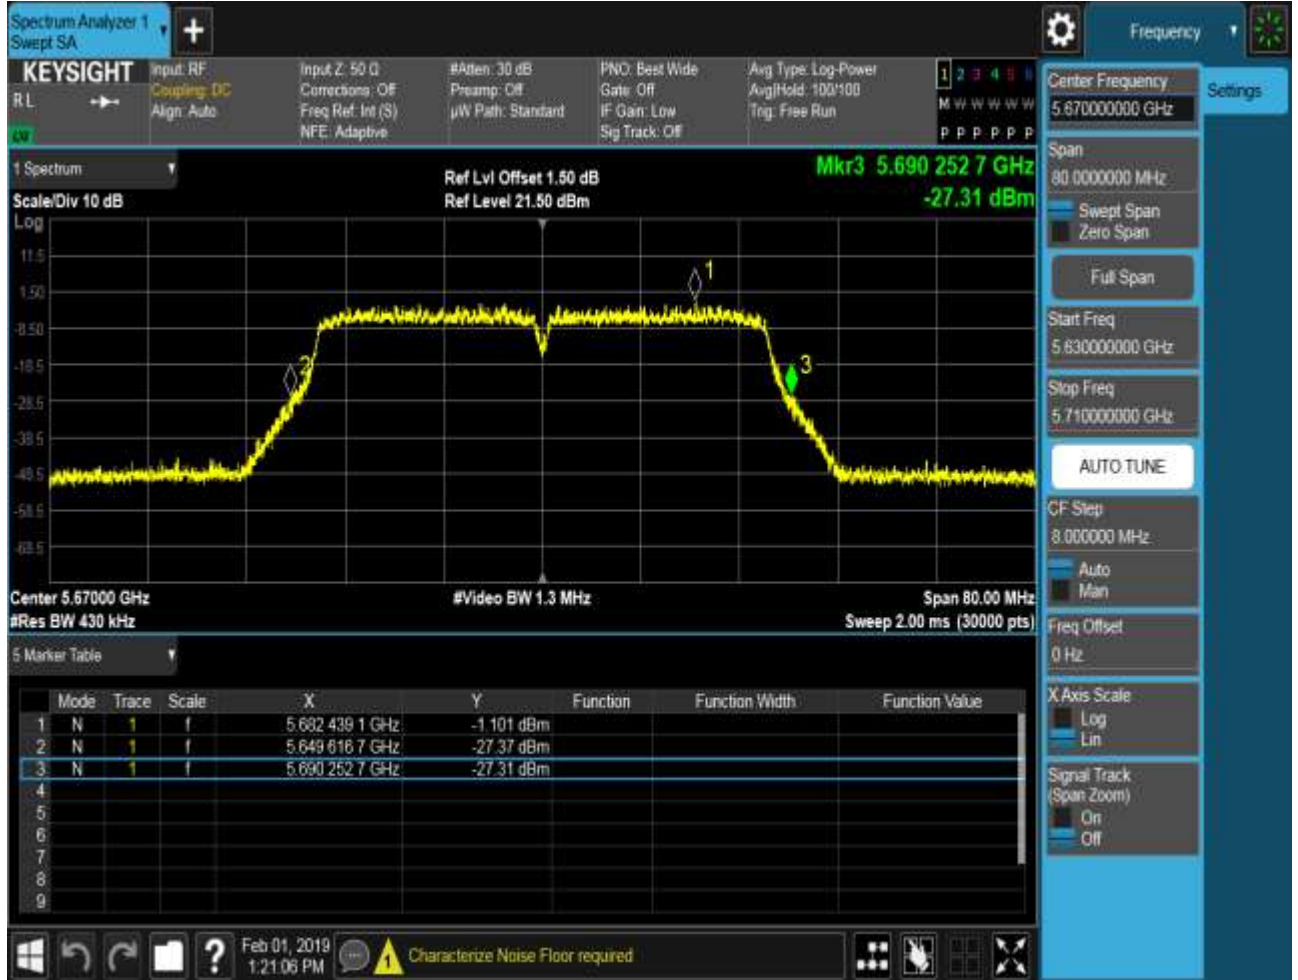 Spectrum Analyzer 1
Swept SA
Frequency
KEYSIGHT
Input: RF
Coupling: DC
Align: Auto
Input Z: 50 Ω
Corrections: Off
Freq Ref: Int (S)
NFE: Adaptive
#Atten: 30 dB
Preamp: Off
µW Path: Standard
PNO: Best Wide
Gate: Off
IF Gain: Low
Sig Track: Off
Avg Type: Log-Power
Avg|Hold: 100/100
Trig: Free Run
1 2 3 4 5 6
M W W W W W
P P P P P P
R L
1 Spectrum
Scale/Div 10 dB
Log
Ref Lvl Offset 1.50 dB
Ref Level 21.50 dBm
Mkr3 5.690 252 7 GHz
-27.31 dBm
11.5
1.50
-8.50
-18.5
-28.5
-38.5
-48.5
-58.5
-68.5
1
2
3
Center 5.67000 GHz
#Video BW 1.3 MHz
Span 80.00 MHz
#Res BW 430 kHz
Sweep 2.00 ms (30000 pts)
5 Marker Table
Mode Trace Scale X Y Function Function Width Function Value
1 N 1 f 5.682 439 1 GHz -1.101 dBm
2 N 1 f 5.649 616 7 GHz -27.37 dBm
3 N 1 f 5.690 252 7 GHz -27.31 dBm
4
5
6
7
8
9
Feb 01, 2019
1:21:06 PM
?
1
Characterize Noise Floor required
Settings
Center Frequency
5.670000000 GHz
Span
80.0000000 MHz
Swept Span
Zero Span
Full Span
Start Freq
5.630000000 GHz
Stop Freq
5.710000000 GHz
AUTO TUNE
CF Step
8.000000 MHz
Auto
Man
Freq Offset
0 Hz
X Axis Scale
Log
Lin
Signal Track
(Span Zoom)
On
Off